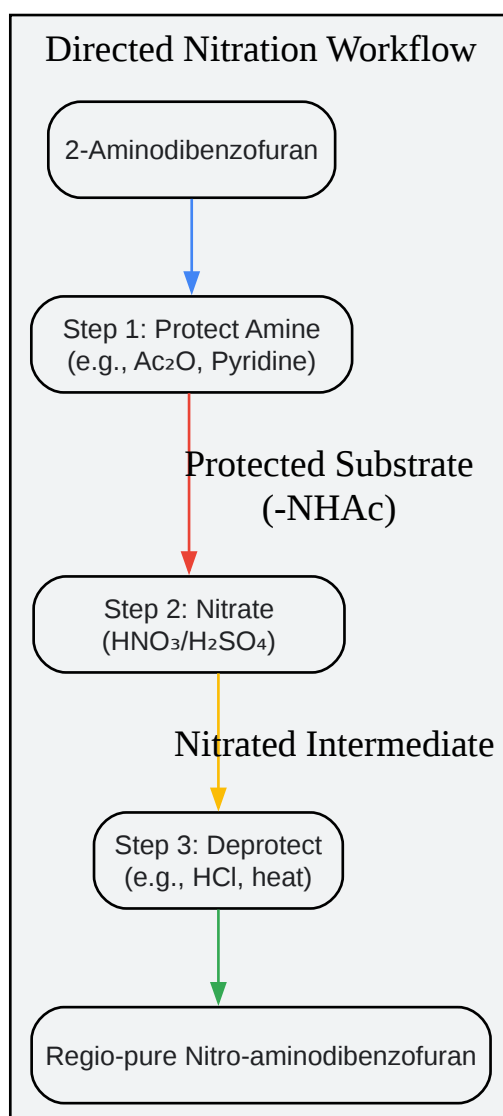 Directed Nitration Workflow
2-Aminodibenzofuran
Step 1: Protect Amine
(e.g., Ac₂O, Pyridine)
Protected Substrate
(-NHAc)
Step 2: Nitrate
(HNO₃/H₂SO₄)
Nitrated Intermediate
Step 3: Deprotect
(e.g., HCl, heat)
Regio-pure Nitro-aminodibenzofuran